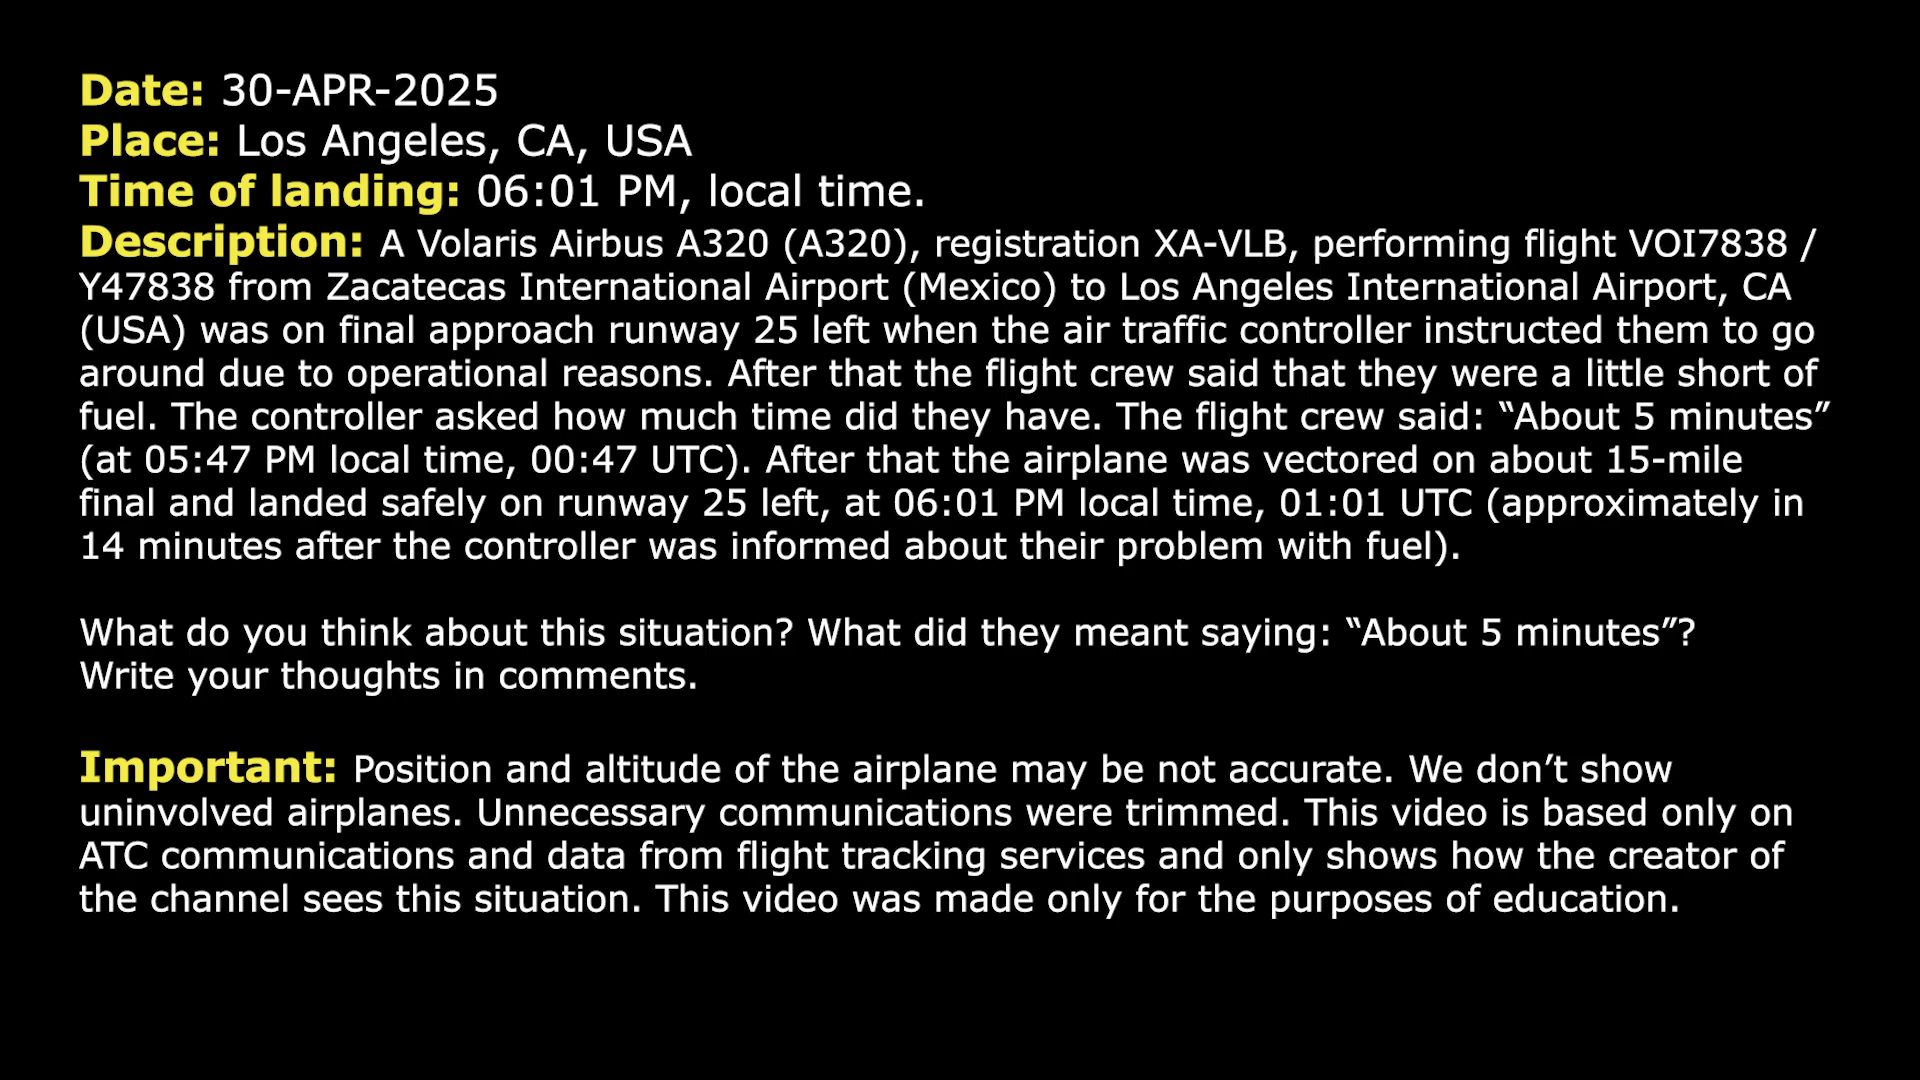 Date: 30-APR-2025
Place: Los Angeles, CA, USA
Time of landing: 06:01 PM, local time.
Description: A Volaris Airbus A320 (A320), registration XA-VLB, performing flight VOI7838 /
Y47838 from Zacatecas International Airport (Mexico) to Los Angeles International Airport, CA
(USA) was on final approach runway 25 left when the air traffic controller instructed them to go
around due to operational reasons. After that the flight crew said that they were a little short of
fuel. The controller asked how much time did they have. The flight crew said: “About 5 minutes”
(at 05:47 PM local time, 00:47 UTC). After that the airplane was vectored on about 15-mile
final and landed safely on runway 25 left, at 06:01 PM local time, 01:01 UTC (approximately in
14 minutes after the controller was informed about their problem with fuel).
What do you think about this situation? What did they meant saying: “About 5 minutes”?
Write your thoughts in comments.
Important: Position and altitude of the airplane may be not accurate. We don’t show
uninvolved airplanes. Unnecessary communications were trimmed. This video is based only on
ATC communications and data from flight tracking services and only shows how the creator of
the channel sees this situation. This video was made only for the purposes of education.